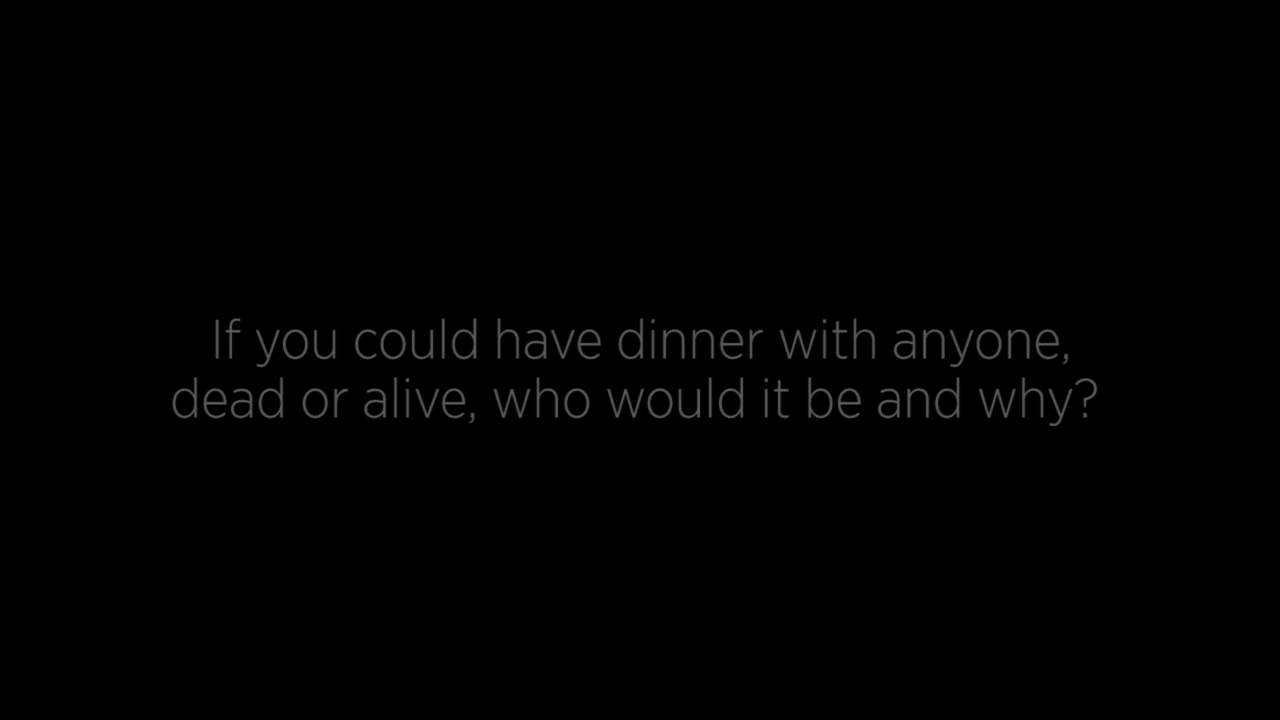 If you could have dinner with anyone,
dead or alive, who would it be and why?